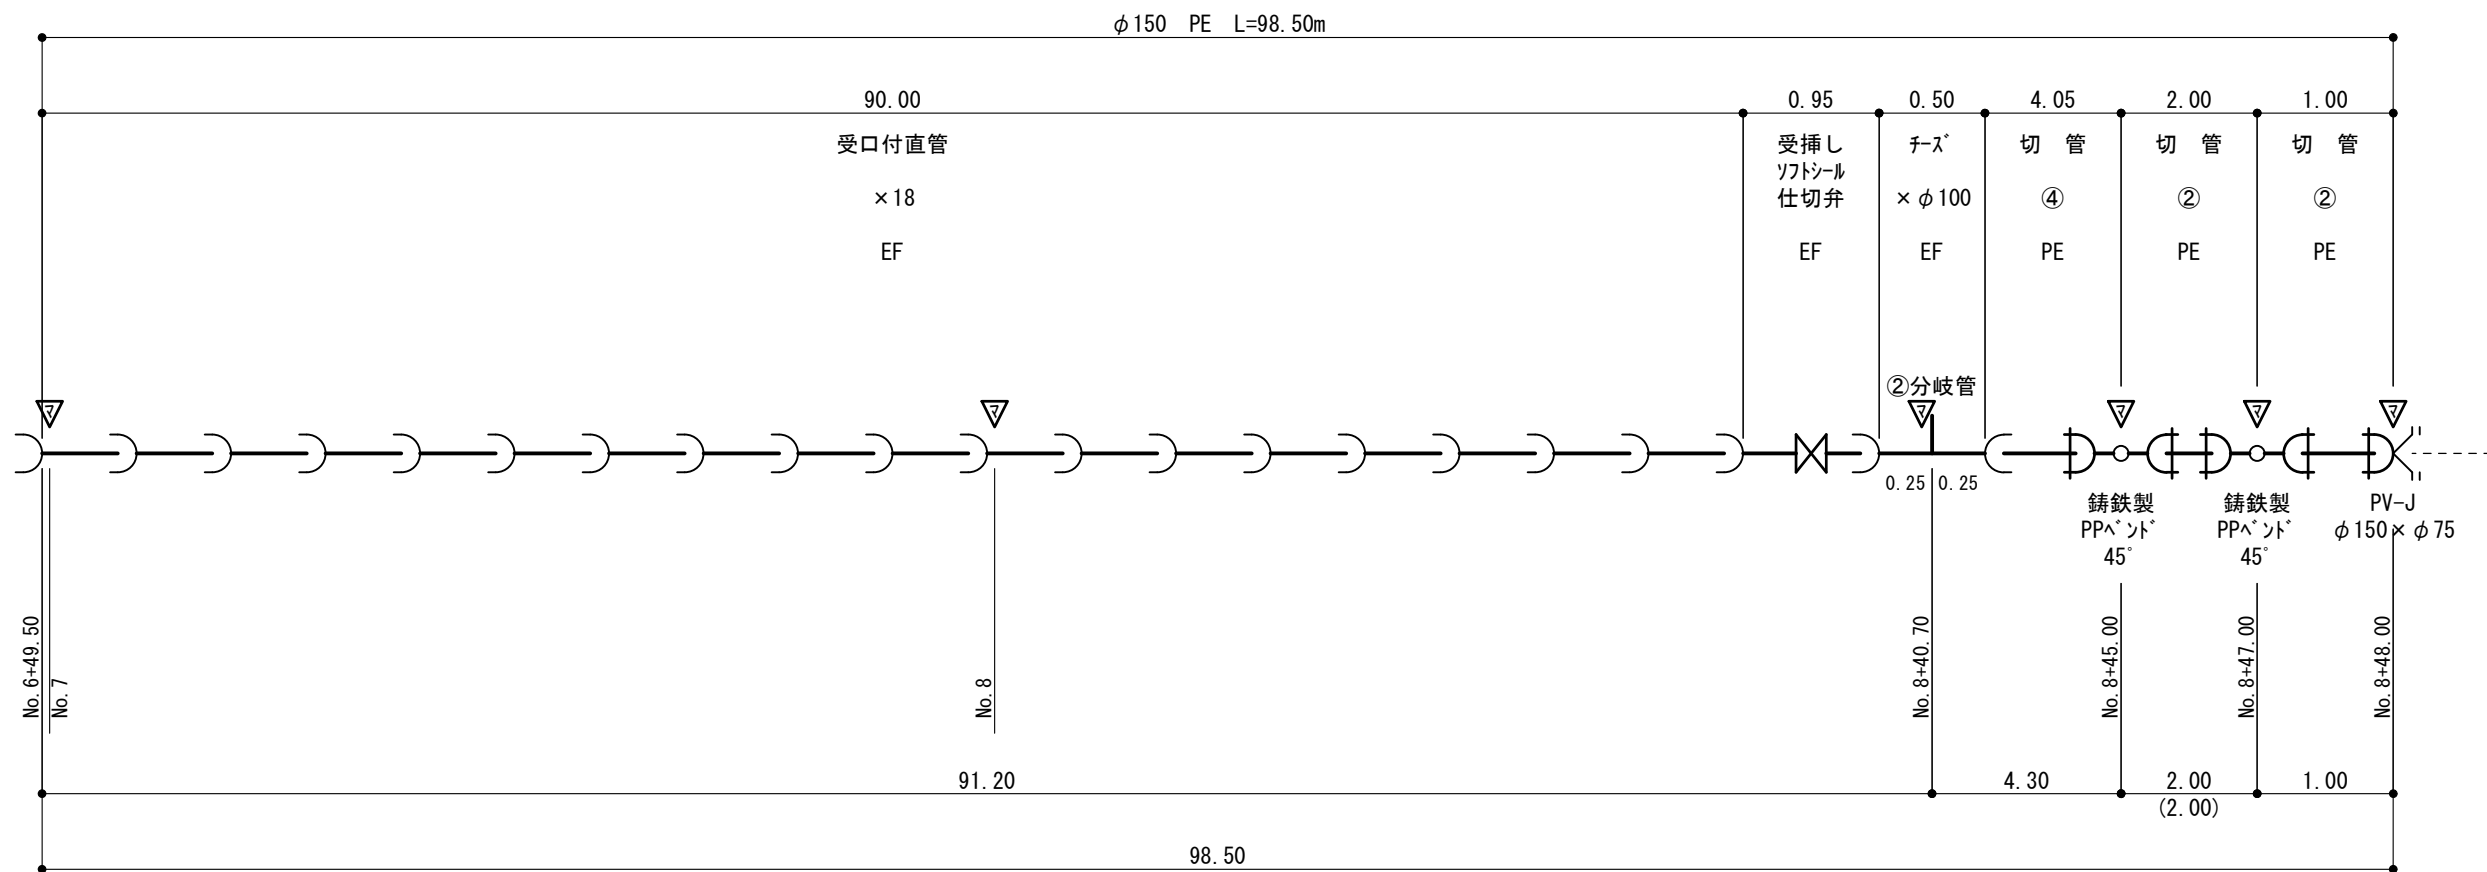 φ150 PE L=98.50m
90.00 0.95 0.50 4.05 2.00 1.00
受口付直管
×18
EF
受挿し
ソフトシール
仕切弁
EF
チーズ
×φ100
EF
切 管
④
PE
切 管
②
PE
切 管
②
PE
②分岐管
マ マ マ マ マ マ
0.25 0.25
鋳鉄製
PPベンド
45°
鋳鉄製
PPベンド
45°
PV-J
φ150×φ75
No.6+49.50
No.7
No.8
No.8+40.70
No.8+45.00
No.8+47.00
No.8+48.00
91.20 4.30 2.00 1.00
(2.00)
98.50